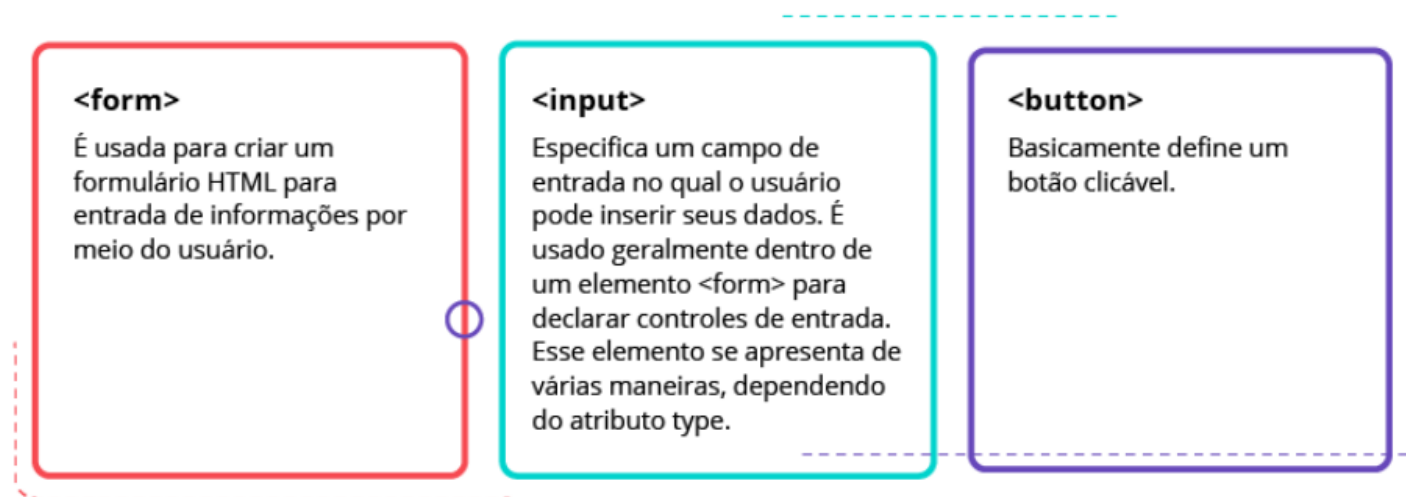 <form>
É usada para criar um
formulário HTML para
entrada de informações por
meio do usuário.
<input>
Especifica um campo de
entrada no qual o usuário
pode inserir seus dados. É
usado geralmente dentro de
um elemento <form> para
declarar controles de entrada.
Esse elemento se apresenta de
várias maneiras, dependendo
do atributo type.
<button>
Basicamente define um
botão clicável.